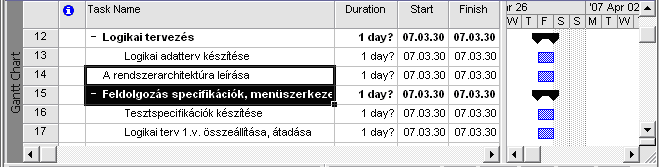 Task Name Duration Start Finish ar 26 '07 Apr 02
W T F S S M T W T
12 − Logikai tervezés 1 day? 07.03.30 07.03.30
13 Logikai adatterv készítése 1 day? 07.03.30 07.03.30
14 A rendszerarchitektúra leírása 1 day? 07.03.30 07.03.30
15 − Feldolgozás specifikációk, menüszerkeze 1 day? 07.03.30 07.03.30
16 Tesztspecifikációk készítése 1 day? 07.03.30 07.03.30
17 Logikai terv 1.v. összeállítása, átadása 1 day? 07.03.30 07.03.30
Gantt Chart